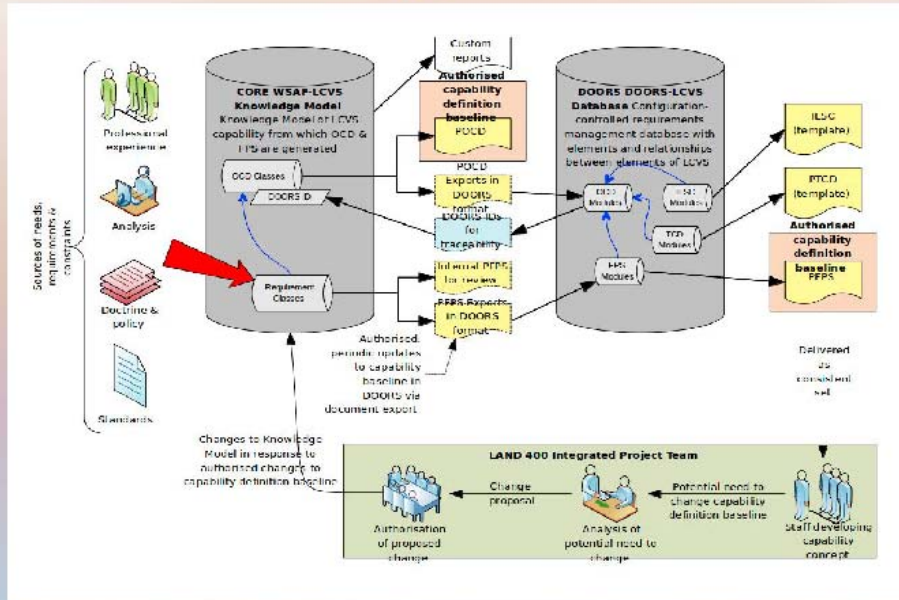 Sources of needs,
requirements &
constraints
Professional
experience
Analysis
Doctrine &
policy
Standards
CORE WSAP-LCVS
Knowledge Model
Knowledge Model of LCVS
capability from which OCD &
FPS are generated
OCD Classes
DOORS ID
Requirement
Classes
Custom
reports
Authorised
capability
definition
baseline
POCD
POCD
Exports in DOORS
format
DOORS IDs
for
traceability
Internal PFPS
for review
PFPS Exports
in DOORS
format
Authorised,
periodic updates
to capability
baseline in
DOORS via
document export
DOORS DOORS-LCVS
Database Configuration-
controlled requirements
management database with
elements and relationships
between elements of LCVS
OCD
Modules
Modules
TCD
Modules
FPS
Modules
ILSC
(template)
PTCD
(template)
Authorised
capability
definition
baseline
PFPS
Delivered
as
consistent
set
Changes to Knowledge
Model in response to
authorised changes to
capability definition baseline
LAND 400 Integrated Project Team
Authorisation
of proposed
change
Change
proposal
Analysis of
potential need to
change
Potential need to
change capability
definition baseline
Staff developing
capability
concept